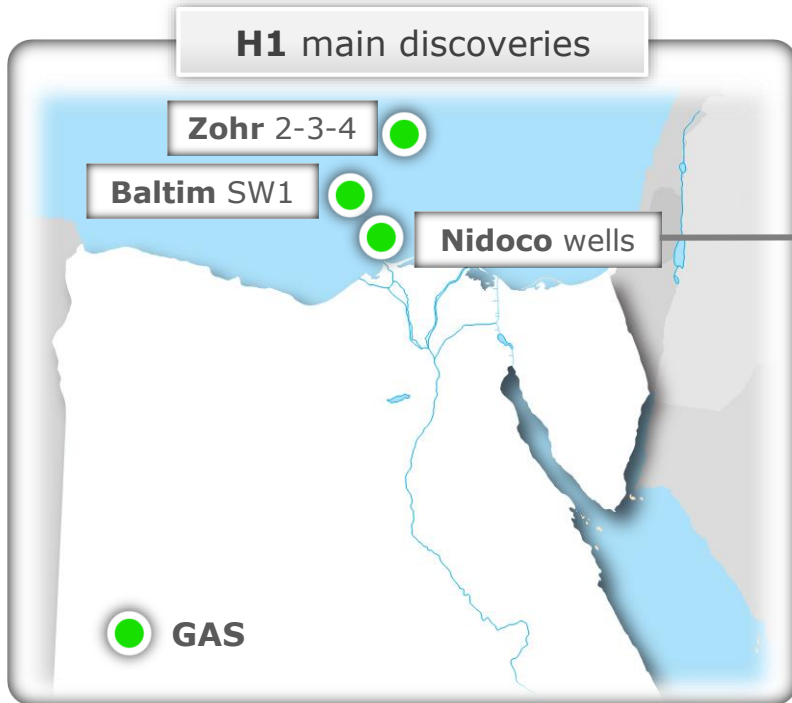 H1 main discoveries
Zohr 2-3-4
Baltim SW1
Nidoco wells
GAS